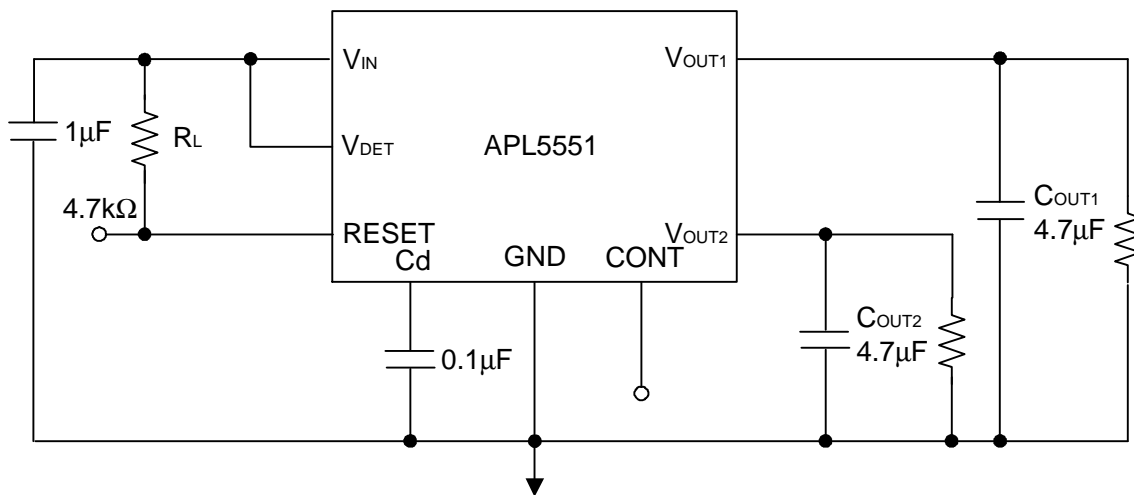 VIN
VOUT1
1μF
RL
VDET
APL5551
4.7kΩ
RESET
VOUT2
COUT1
4.7μF
Cd
GND
CONT
COUT2
4.7μF
0.1μF